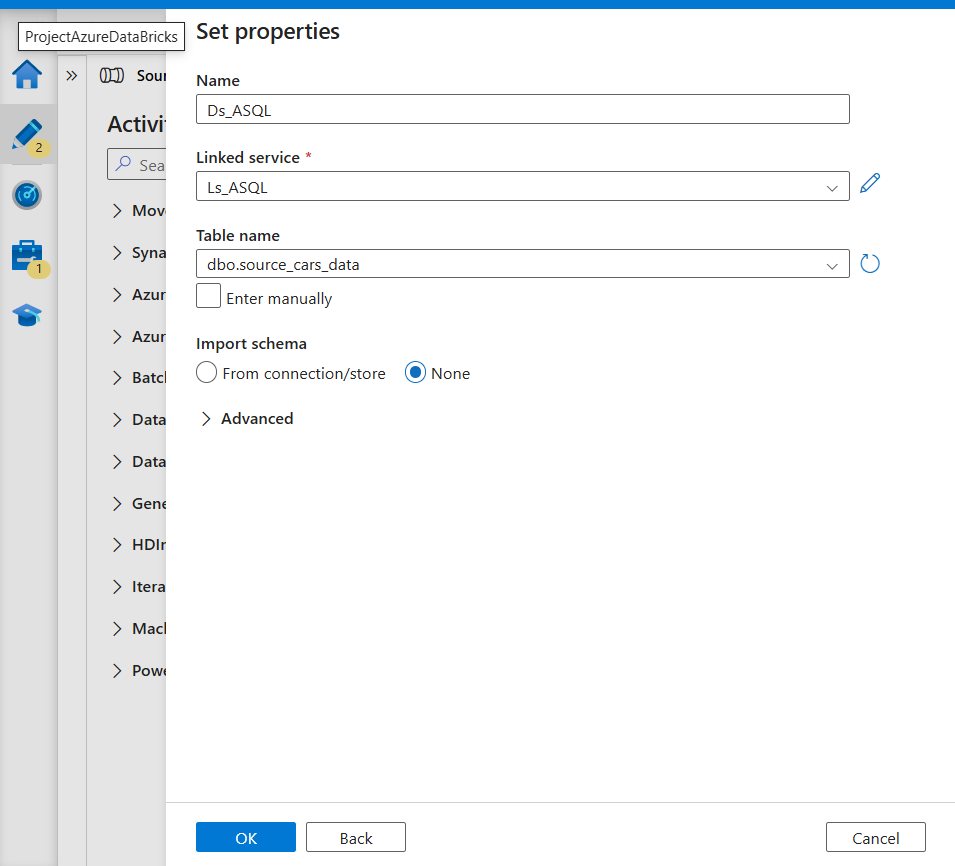 ProjectAzureDataBricks
Set properties
Name
Ds_ASQL
Linked service *
Ls_ASQL
Table name
dbo.source_cars_data
Enter manually
Import schema
From connection/store
None
Advanced
OK
Back
Cancel
2
1
Sour
Activi
Sea
Mov
Syna
Azur
Azur
Batcl
Data
Data
Gene
HDIr
Itera
Macl
Powe